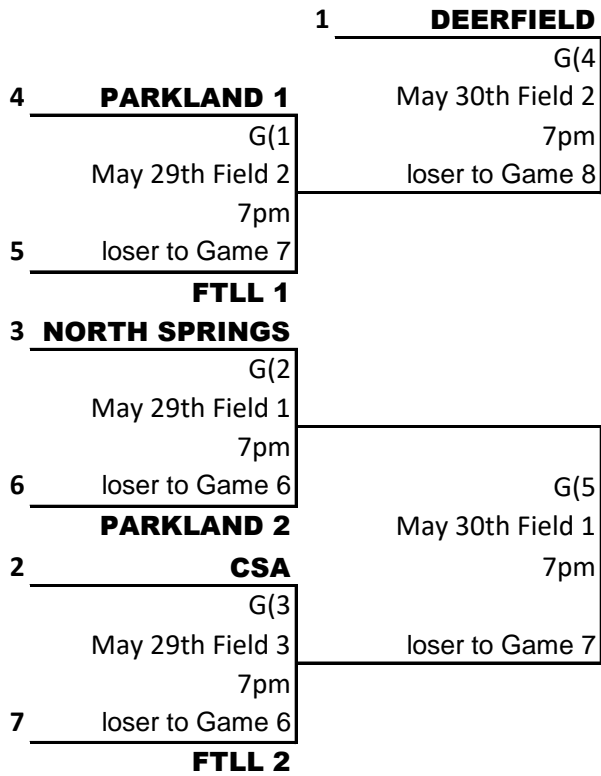 1 DEERFIELD
G(4
4 PARKLAND 1 May 30th Field 2
G(1 7pm
May 29th Field 2 loser to Game 8
7pm
5 loser to Game 7
FTLL 1
3 NORTH SPRINGS
G(2
May 29th Field 1
7pm
6 loser to Game 6 G(5
PARKLAND 2 May 30th Field 1
2 CSA 7pm
G(3
May 29th Field 3 loser to Game 7
7pm
7 loser to Game 6
FTLL 2